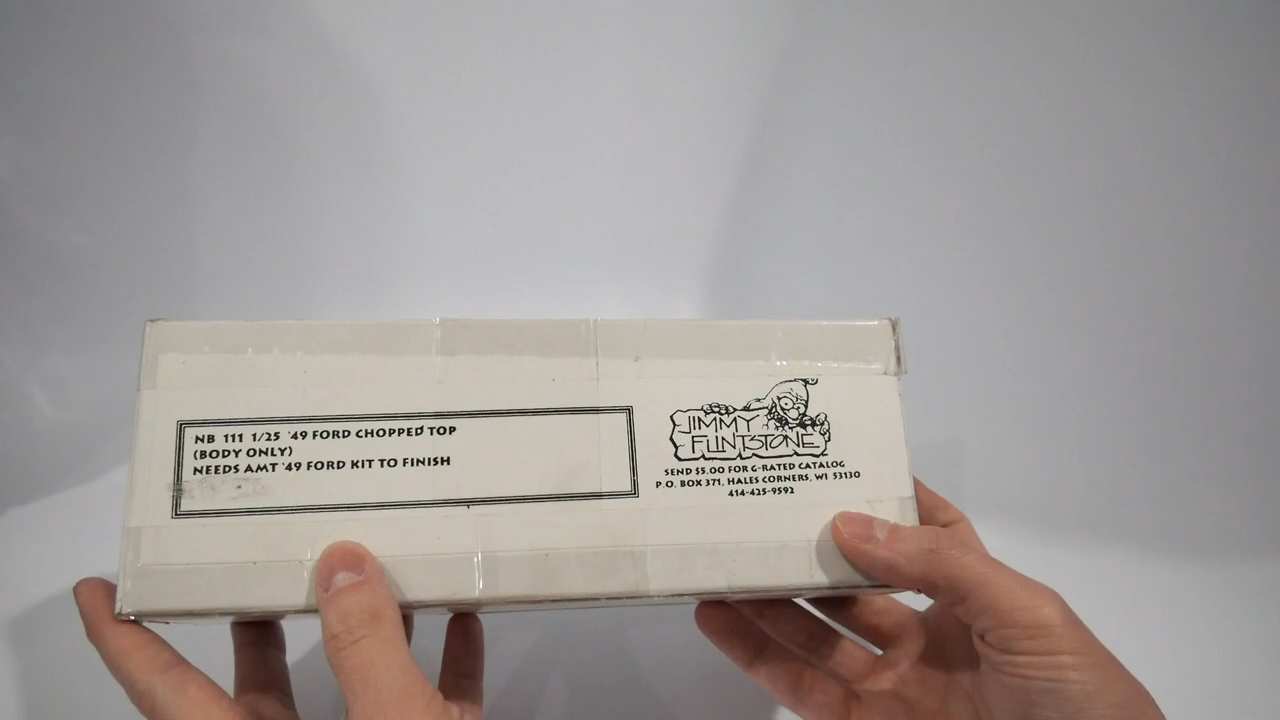 NB 111 1/25 '49 FORD CHOPPED TOP
(BODY ONLY)
NEEDS AMT '49 FORD KIT TO FINISH
JIMMY
FLINTSTONE
SEND $5.00 FOR G-RATED CATALOG
P.O. BOX 371, HALES CORNERS, WI 53130
414-425-9592